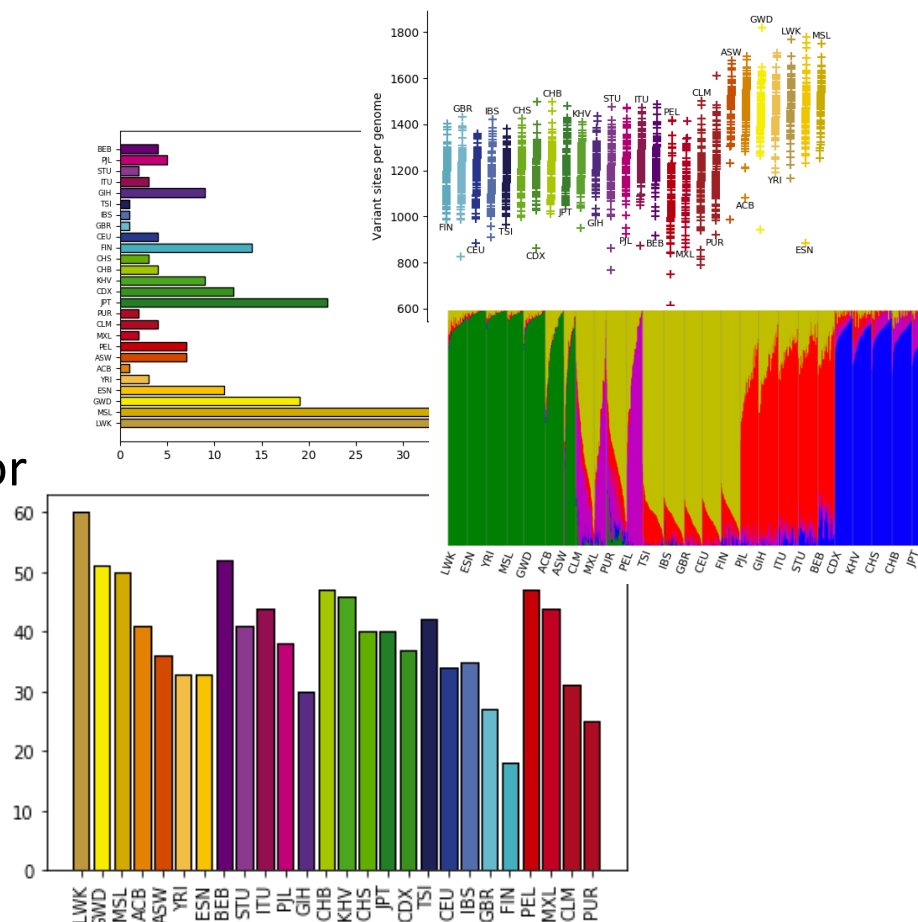 1800
1600
1400
1200
1000
800
600
Variant sites per genome
GWD
LWK
MSL
ASW
CLM
CHB
STU
ITU
GBR
IBS
CHS
KHV
PEL
YRI
ACB
JPT
GIH
FIN
TSI
CEU
CDX
PJL
BEB
MXL
PUR
ESN
BEB
PJL
STU
ITU
GIH
TSI
IBS
GBR
CEU
FIN
CHS
CHB
KHV
CDX
JPT
PUR
CLM
MXL
PEL
ASW
ACB
YRI
ESN
GWD
MSL
LWK
0 5 10 15 20 25 30
or
LWK ESN YRI MSL GWD ACB ASW CLM MXL PUR PEL TSI IBS GBR CEU FIN PJL GIH ITU STU BEB CDX KHV CHS CHB JPT
60
50
40
30
20
10
0
LWK GWD MSL ACB ASW YRI ESN BEB STU ITU PJL GIH CHB KHV CHS JPT CDX TSI CEU IBS GBR FIN PEL MXL CLM PUR